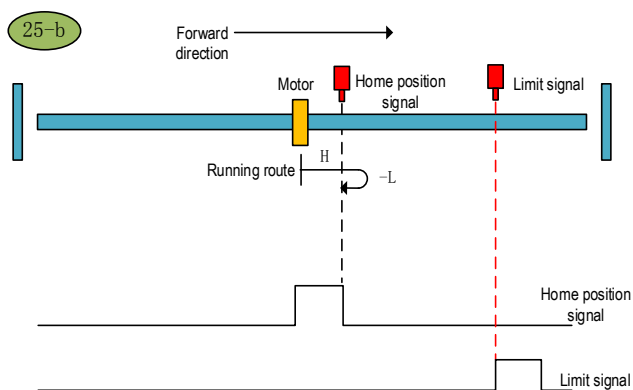 25-b
Forward
direction
Motor
Home position
signal
Limit signal
Running route
H
-L
Home position
signal
Limit signal